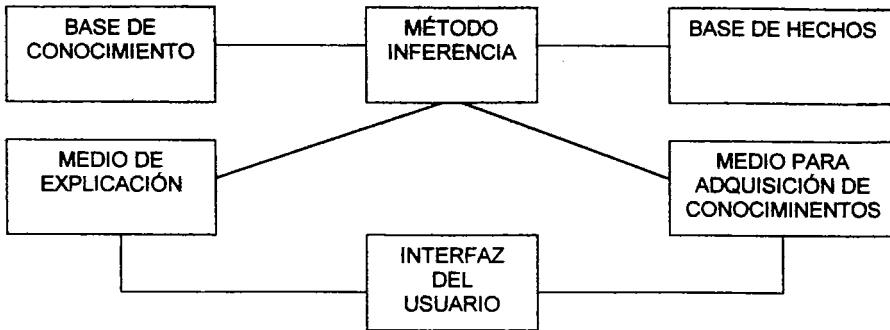 BASE DE
CONOCIMIENTO
MÉTODO
INFERENCIA
BASE DE HECHOS
MEDIO DE
EXPLICACIÓN
MEDIO PARA
ADQUISICIÓN DE
CONOCIMINENTOS
INTERFAZ
DEL
USUARIO